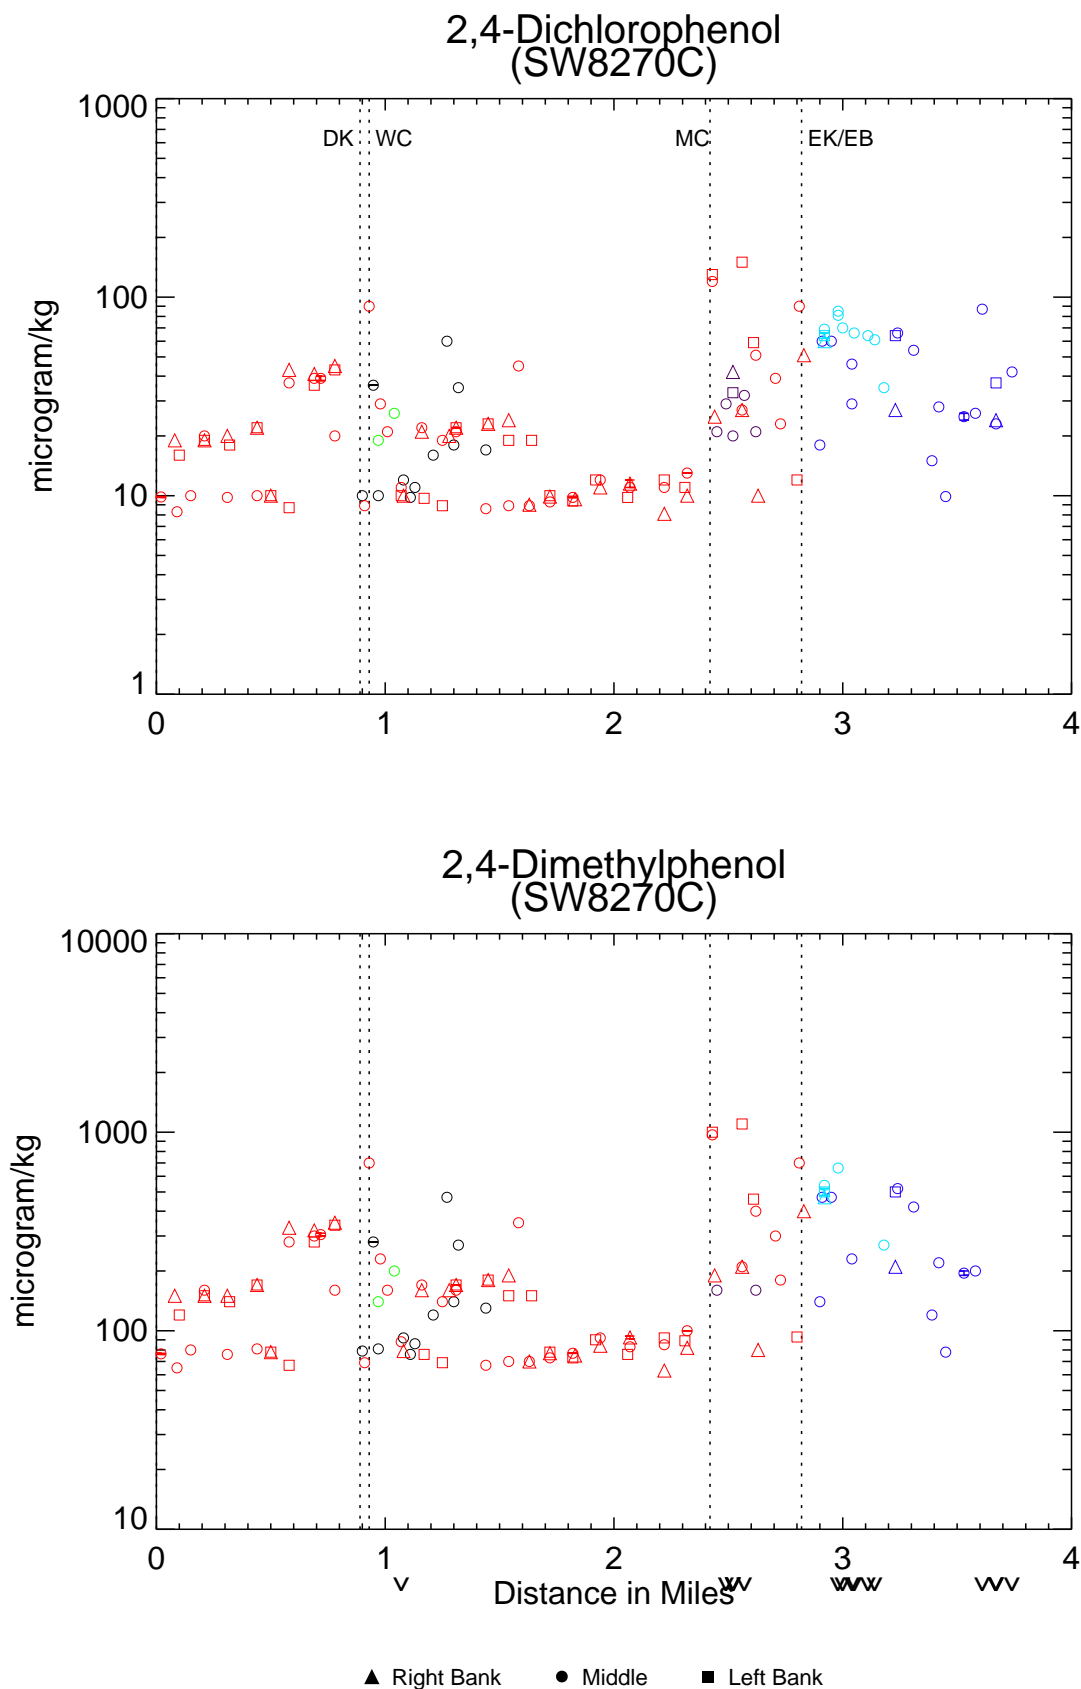 2,4-Dichlorophenol
(SW8270C)
1000
DK WC MC EK/EB
100
microgram/kg
10
1
0 1 2 3 4
2,4-Dimethylphenol
(SW8270C)
10000
1000
microgram/kg
100
10
0 1 2 3 4
Distance in Miles
Right Bank Middle Left Bank